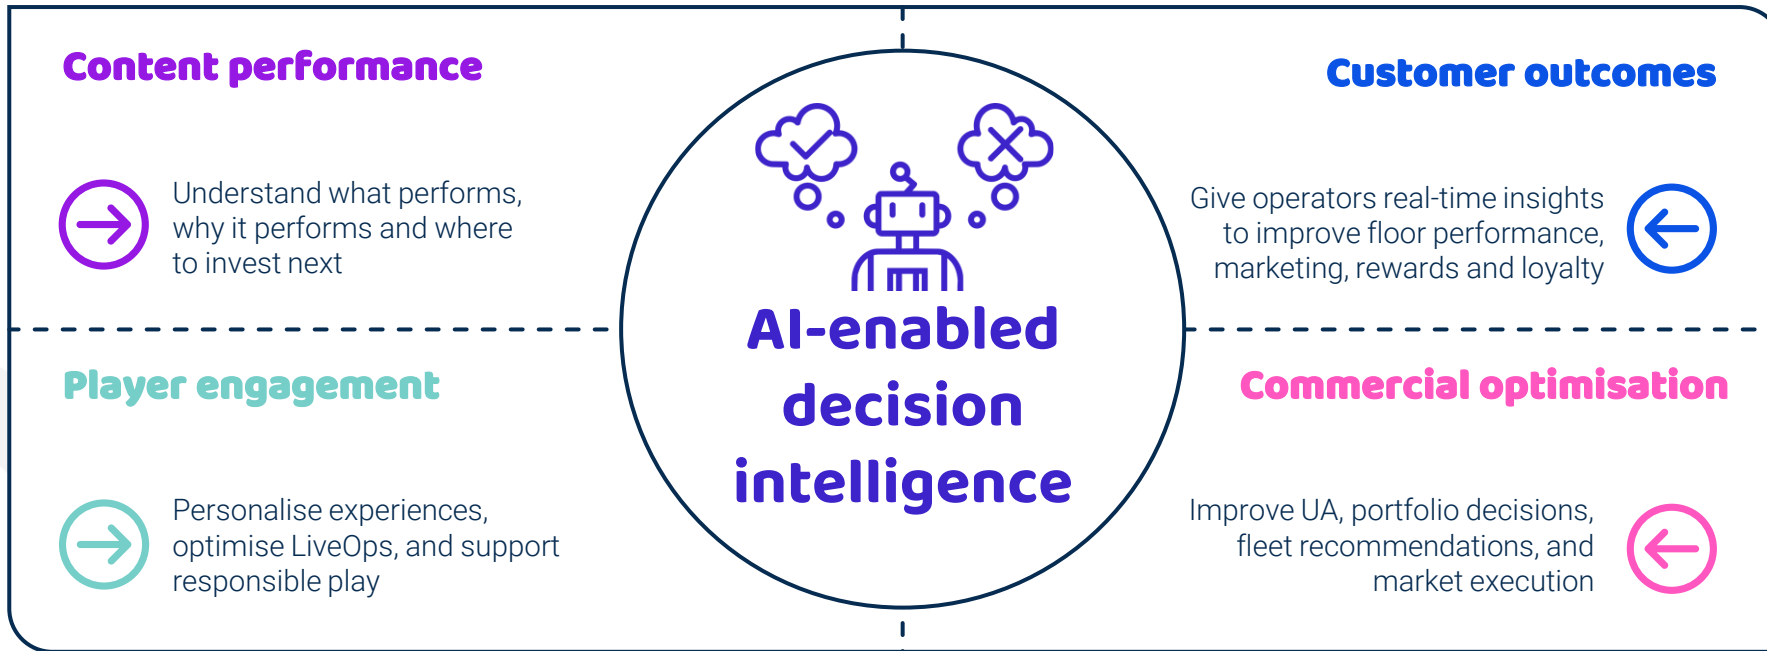 Content performance
Understand what performs,
why it performs and where
to invest next
Customer outcomes
Give operators real-time insights
to improve floor performance,
marketing, rewards and loyalty
AI-enabled
decision
intelligence
Player engagement
Personalise experiences,
optimise LiveOps, and support
responsible play
Commercial optimisation
Improve UA, portfolio decisions,
fleet recommendations, and
market execution